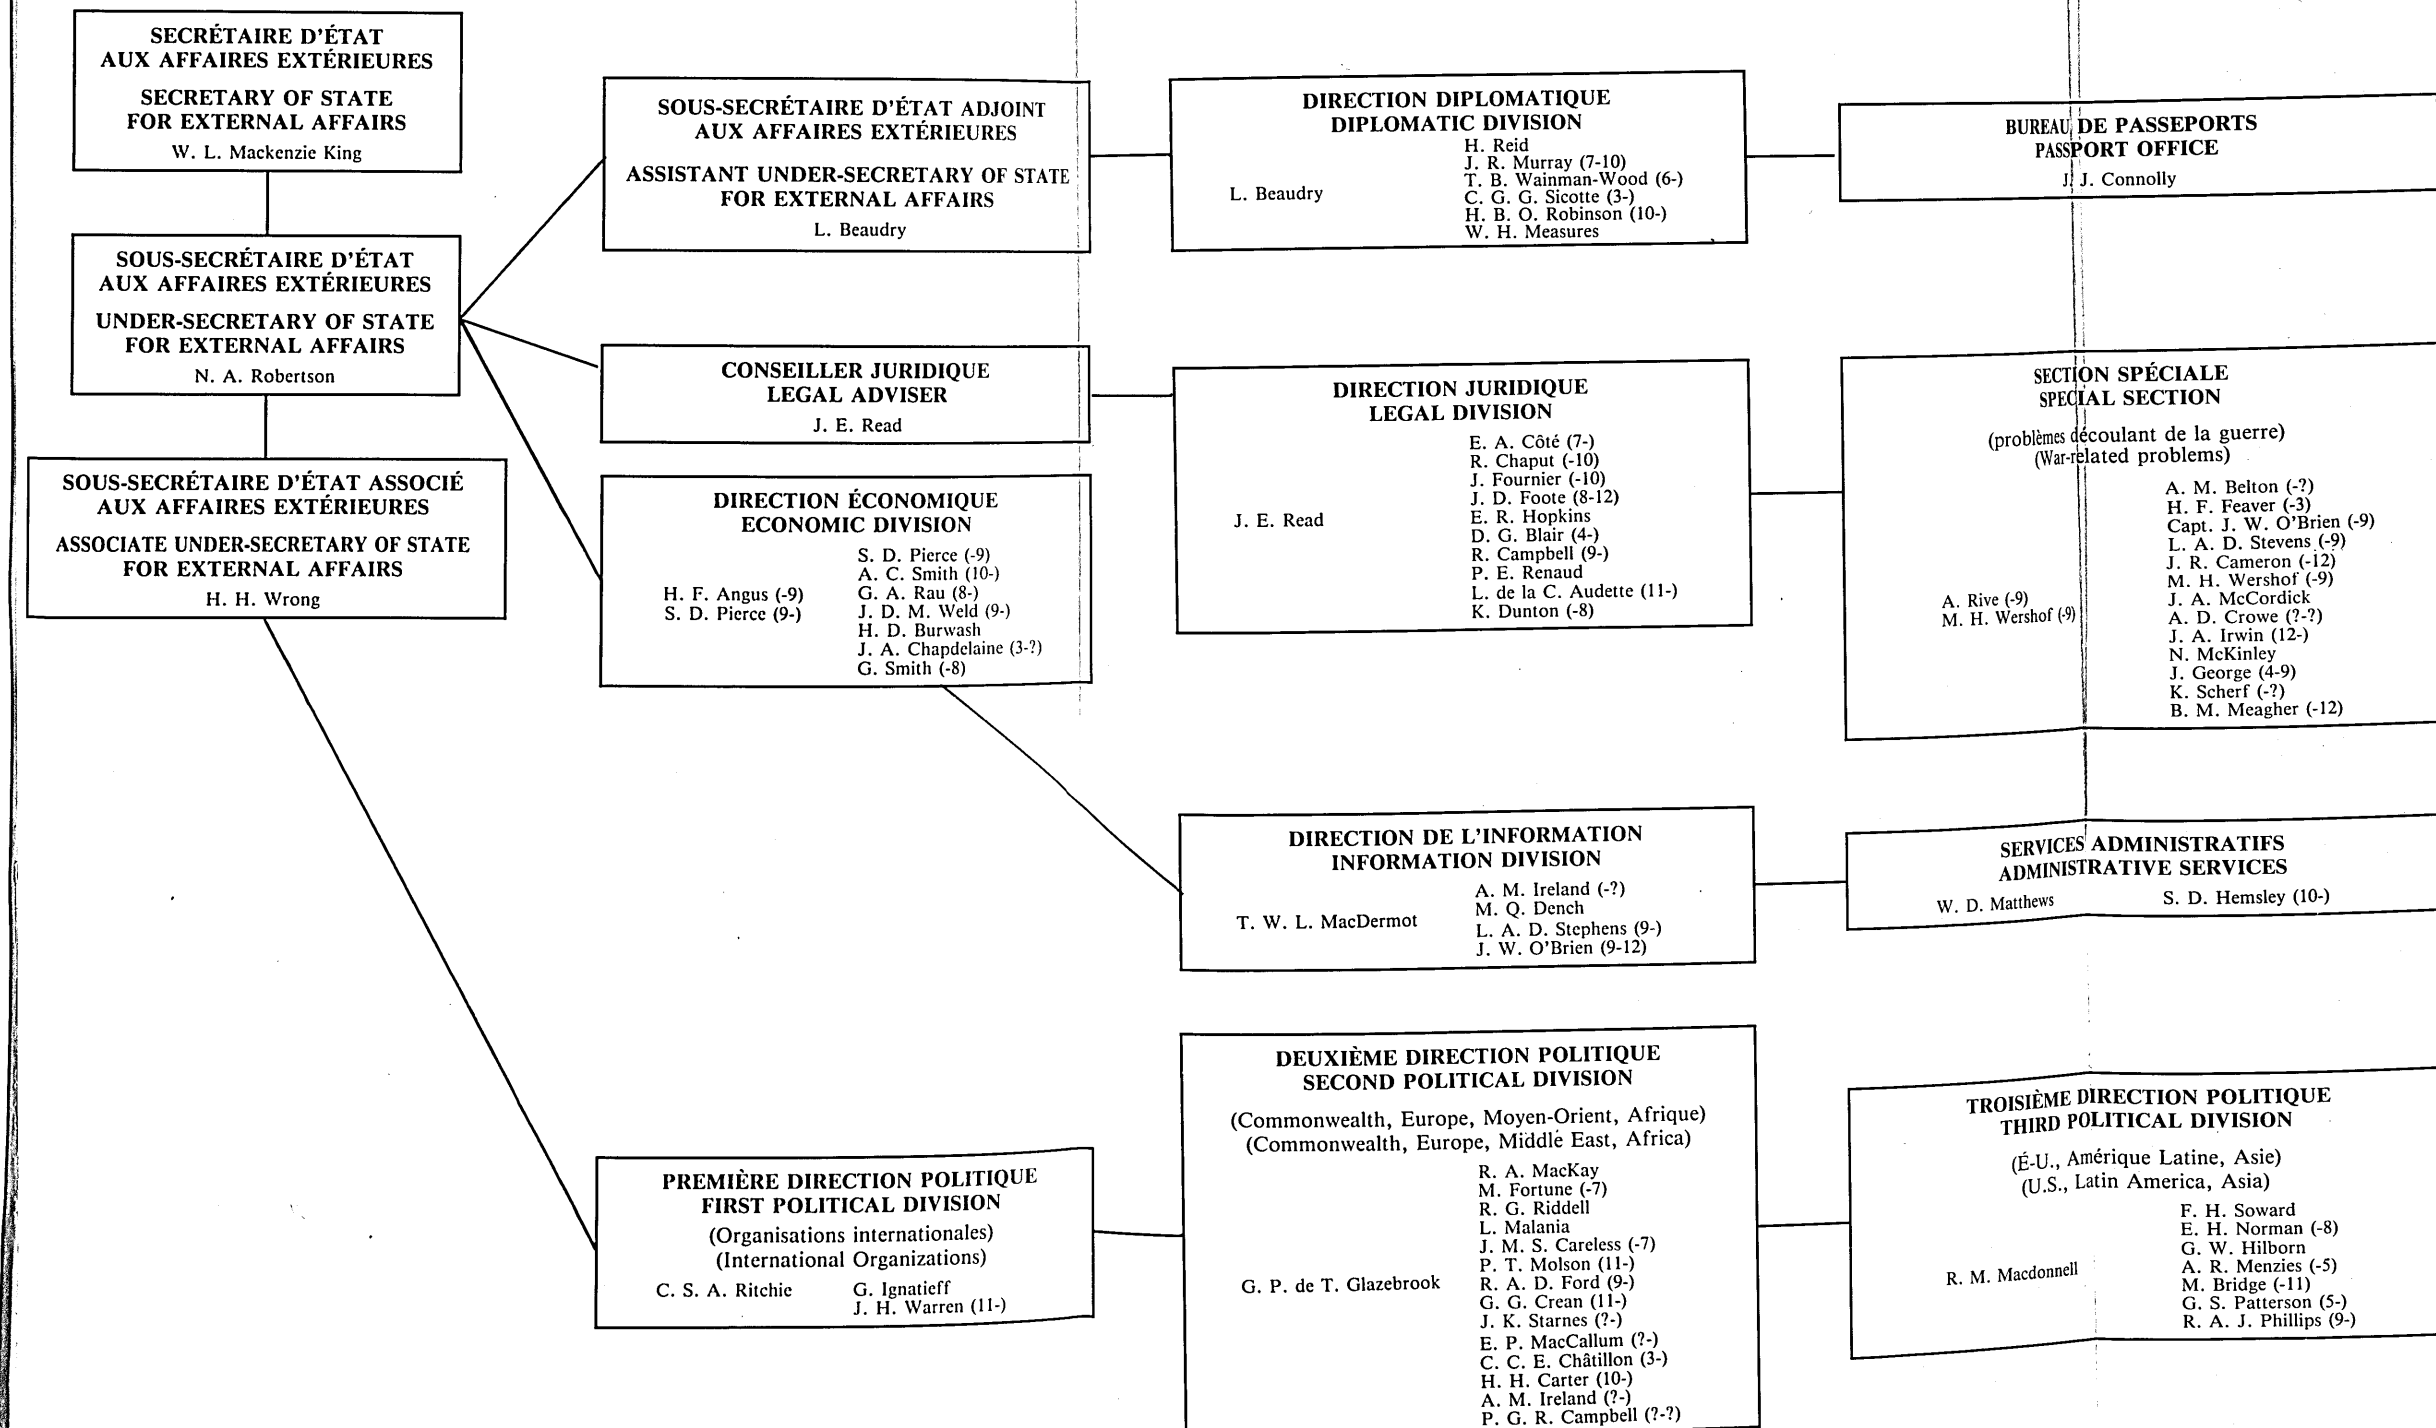 SECRÉTAIRE D'ÉTAT
AUX AFFAIRES EXTÉRIEURES
SECRETARY OF STATE
FOR EXTERNAL AFFAIRS
W. L. Mackenzie King
SOUS-SECRÉTAIRE D'ÉTAT
AUX AFFAIRES EXTÉRIEURES
UNDER-SECRETARY OF STATE
FOR EXTERNAL AFFAIRS
N. A. Robertson
SOUS-SECRÉTAIRE D'ÉTAT ASSOCIÉ
AUX AFFAIRES EXTÉRIEURES
ASSOCIATE UNDER-SECRETARY OF STATE
FOR EXTERNAL AFFAIRS
H. H. Wrong
SOUS-SECRÉTAIRE D'ÉTAT ADJOINT
AUX AFFAIRES EXTÉRIEURES
ASSISTANT UNDER-SECRETARY OF STATE
FOR EXTERNAL AFFAIRS
L. Beaudry
CONSEILLER JURIDIQUE
LEGAL ADVISER
J. E. Read
DIRECTION ÉCONOMIQUE
ECONOMIC DIVISION
H. F. Angus (-9)
S. D. Pierce (9-)
S. D. Pierce (-9)
A. C. Smith (10-)
G. A. Rau (8-)
J. D. M. Weld (9-)
H. D. Burwash
J. A. Chapdelaine (3-?)
G. Smith (-8)
PREMIÈRE DIRECTION POLITIQUE
FIRST POLITICAL DIVISION
(Organisations internationales)
(International Organizations)
C. S. A. Ritchie
G. Ignatieff
J. H. Warren (11-)
DIRECTION DIPLOMATIQUE
DIPLOMATIC DIVISION
L. Beaudry
H. Reid
J. R. Murray (7-10)
T. B. Wainman-Wood (6-)
C. G. G. Sicotte (3-)
H. B. O. Robinson (10-)
W. H. Measures
DIRECTION JURIDIQUE
LEGAL DIVISION
J. E. Read
E. A. Côté (7-)
R. Chaput (-10)
J. Fournier (-10)
J. D. Foote (8-12)
E. R. Hopkins
D. G. Blair (4-)
R. Campbell (9-)
P. E. Renaud
L. de la C. Audette (11-)
K. Dunton (-8)
DIRECTION DE L'INFORMATION
INFORMATION DIVISION
T. W. L. MacDermot
A. M. Ireland (-?)
M. Q. Dench
L. A. D. Stephens (9-)
J. W. O'Brien (9-12)
DEUXIÈME DIRECTION POLITIQUE
SECOND POLITICAL DIVISION
(Commonwealth, Europe, Moyen-Orient, Afrique)
(Commonwealth, Europe, Middle East, Africa)
G. P. de T. Glazebrook
R. A. MacKay
M. Fortune (-7)
R. G. Riddell
L. Malania
J. M. S. Careless (-7)
P. T. Molson (11-)
R. A. D. Ford (9-)
G. G. Crean (11-)
J. K. Starnes (?-)
E. P. MacCallum (?-)
C. C. E. Châtillon (3-)
H. H. Carter (10-)
A. M. Ireland (?-)
P. G. R. Campbell (?-?)
BUREAU DE PASSEPORTS
PASSPORT OFFICE
J. J. Connolly
SECTION SPÉCIALE
SPECIAL SECTION
(problèmes découlant de la guerre)
(War-related problems)
A. Rive (-9)
M. H. Wershof (-9)
A. M. Belton (-?)
H. F. Feaver (-3)
Capt. J. W. O'Brien (-9)
L. A. D. Stevens (-9)
J. R. Cameron (-12)
M. H. Wershof (-9)
J. A. McCordick
A. D. Crowe (?-?)
J. A. Irwin (12-)
N. McKinley
J. George (4-9)
K. Scherf (-?)
B. M. Meagher (-12)
SERVICES ADMINISTRATIFS
ADMINISTRATIVE SERVICES
W. D. Matthews
S. D. Hemsley (10-)
TROISIÈME DIRECTION POLITIQUE
THIRD POLITICAL DIVISION
(É-U., Amérique Latine, Asie)
(U.S., Latin America, Asia)
R. M. Macdonnell
F. H. Soward
E. H. Norman (-8)
G. W. Hilborn
A. R. Menzies (-5)
M. Bridge (-11)
G. S. Patterson (5-)
R. A. J. Phillips (9-)